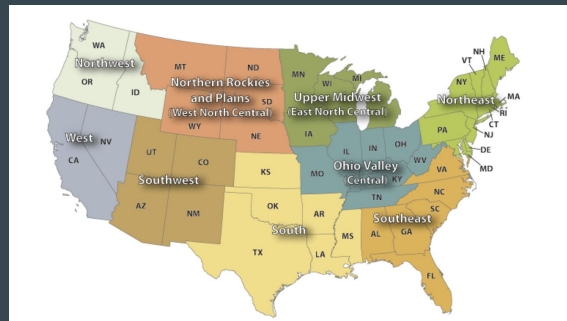 WA
Northwest
OR
ID
MT
ND
Northern Rockies
and Plains
(West North Central)
SD
WY
NE
MN
WI
MI
Upper Midwest
(East North Central)
IA
NH
VT
ME
NY
MA
Northeast
RI
CT
PA
NJ
DE
MD
West
NV
CA
UT
CO
Southwest
AZ
NM
KS
OK
AR
South
TX
LA
MS
IL
IN
OH
WV
Ohio Valley
(Central)
MO
KY
TN
VA
NC
SC
Southeast
AL
GA
FL